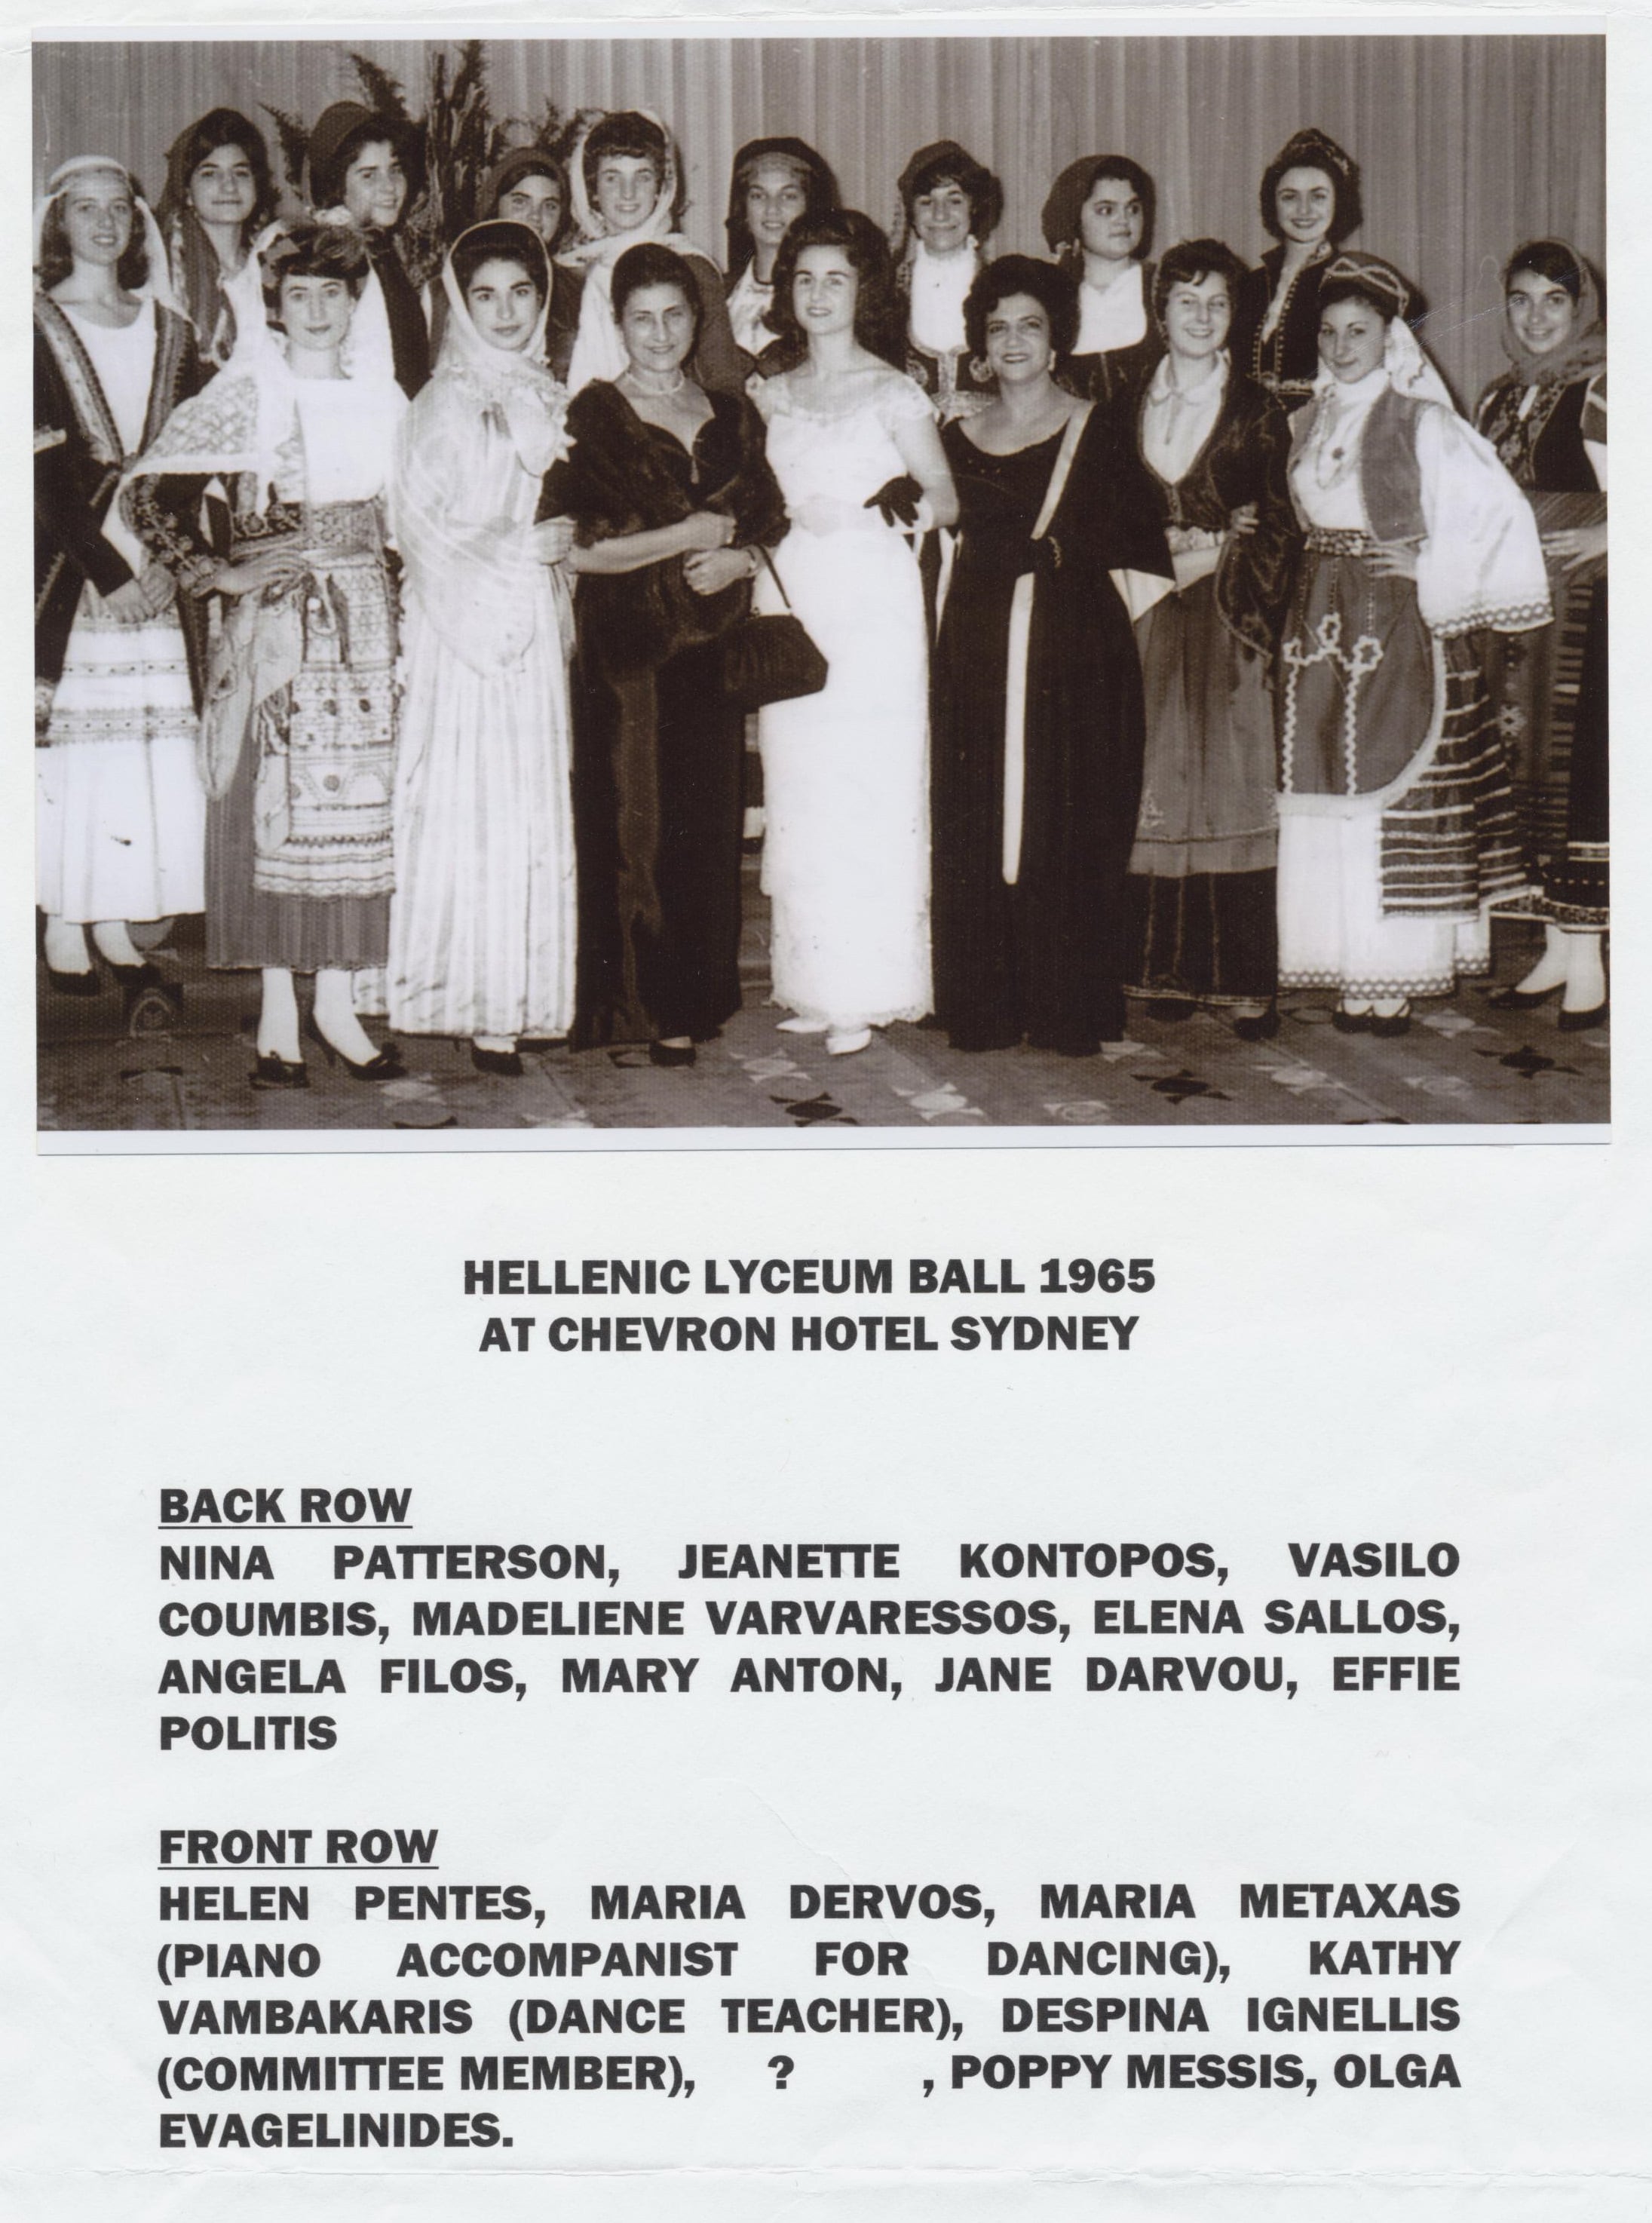 HELLENIC LYCEUM BALL 1965
AT CHEVRON HOTEL SYDNEY
BACK ROW
NINA PATTERSON, JEANETTE KONTOPOS, VASILO
COUMBIS, MADELIENE VARVARESSOS, ELENA SALLOS,
ANGELA FILOS, MARY ANTON, JANE DARVOU, EFFIE
POLITIS
FRONT ROW
HELEN PENTES, MARIA DERVOS, MARIA METAXAS
(PIANO ACCOMPANIST FOR DANCING), KATHY
VAMBAKARIS (DANCE TEACHER), DESPINA IGNELLIS
(COMMITTEE MEMBER), ? , POPPY MESSIS, OLGA
EVAGELINIDES.